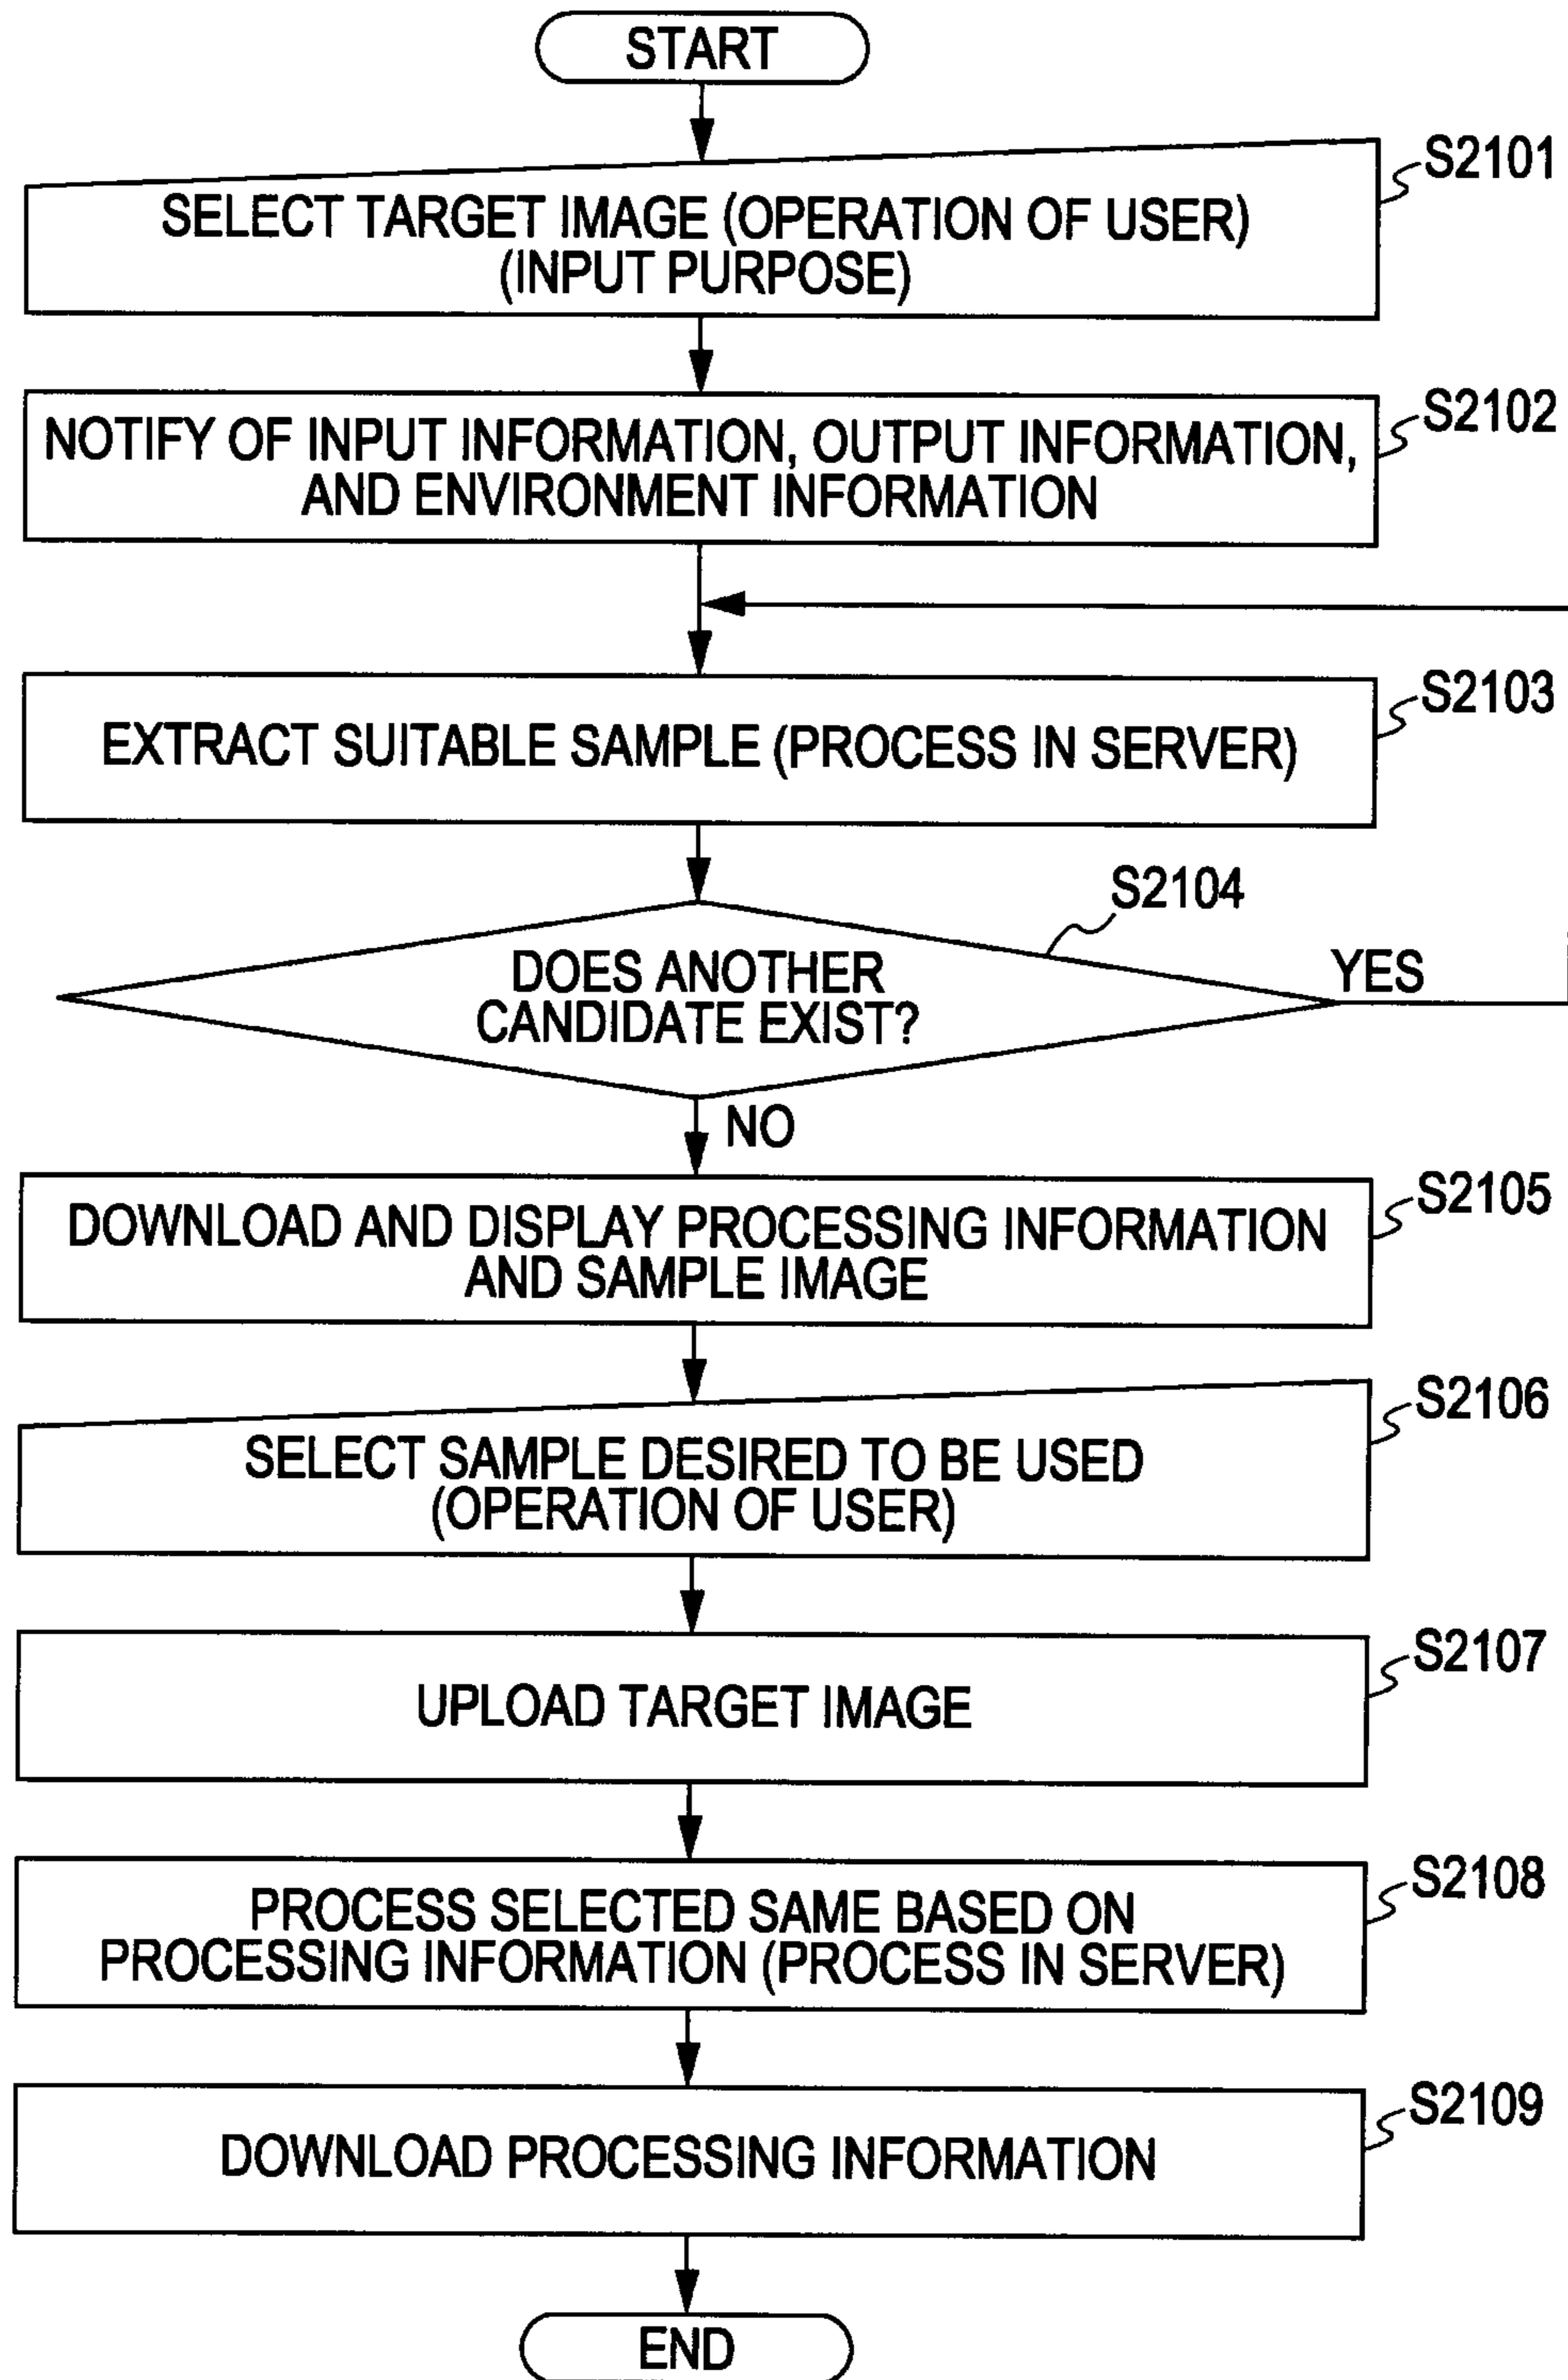 START
S2101
SELECT TARGET IMAGE (OPERATION OF USER)
(INPUT PURPOSE)
S2102
NOTIFY OF INPUT INFORMATION, OUTPUT INFORMATION,
AND ENVIRONMENT INFORMATION
S2103
EXTRACT SUITABLE SAMPLE (PROCESS IN SERVER)
S2104
DOES ANOTHER
CANDIDATE EXIST?
YES
NO
S2105
DOWNLOAD AND DISPLAY PROCESSING INFORMATION
AND SAMPLE IMAGE
S2106
SELECT SAMPLE DESIRED TO BE USED
(OPERATION OF USER)
S2107
UPLOAD TARGET IMAGE
S2108
PROCESS SELECTED SAME BASED ON
PROCESSING INFORMATION (PROCESS IN SERVER)
S2109
DOWNLOAD PROCESSING INFORMATION
END